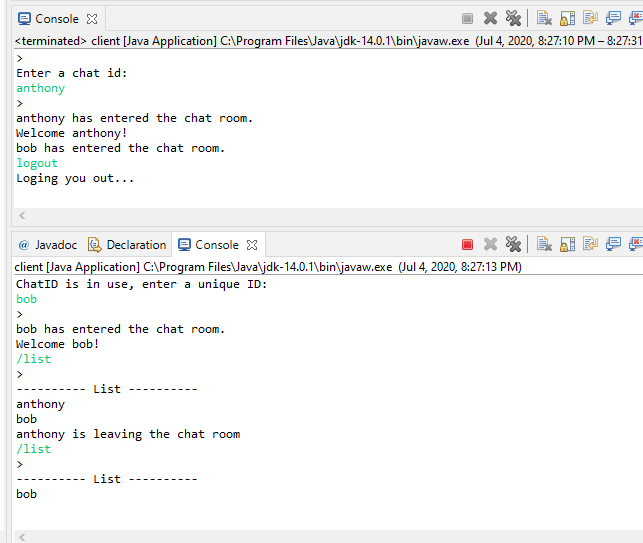 Console
<terminated> client [Java Application] C:\Program Files\Java\jdk-14.0.1\bin\javaw.exe (Jul 4, 2020, 8:27:10 PM – 8:27:31
>
Enter a chat id:
anthony
>
anthony has entered the chat room.
Welcome anthony!
bob has entered the chat room.
logout
Loging you out...
@ Javadoc Declaration Console
client [Java Application] C:\Program Files\Java\jdk-14.0.1\bin\javaw.exe (Jul 4, 2020, 8:27:13 PM)
ChatID is in use, enter a unique ID:
bob
>
bob has entered the chat room.
Welcome bob!
/list
>
---------- List ----------
anthony
bob
anthony is leaving the chat room
/list
>
---------- List ----------
bob